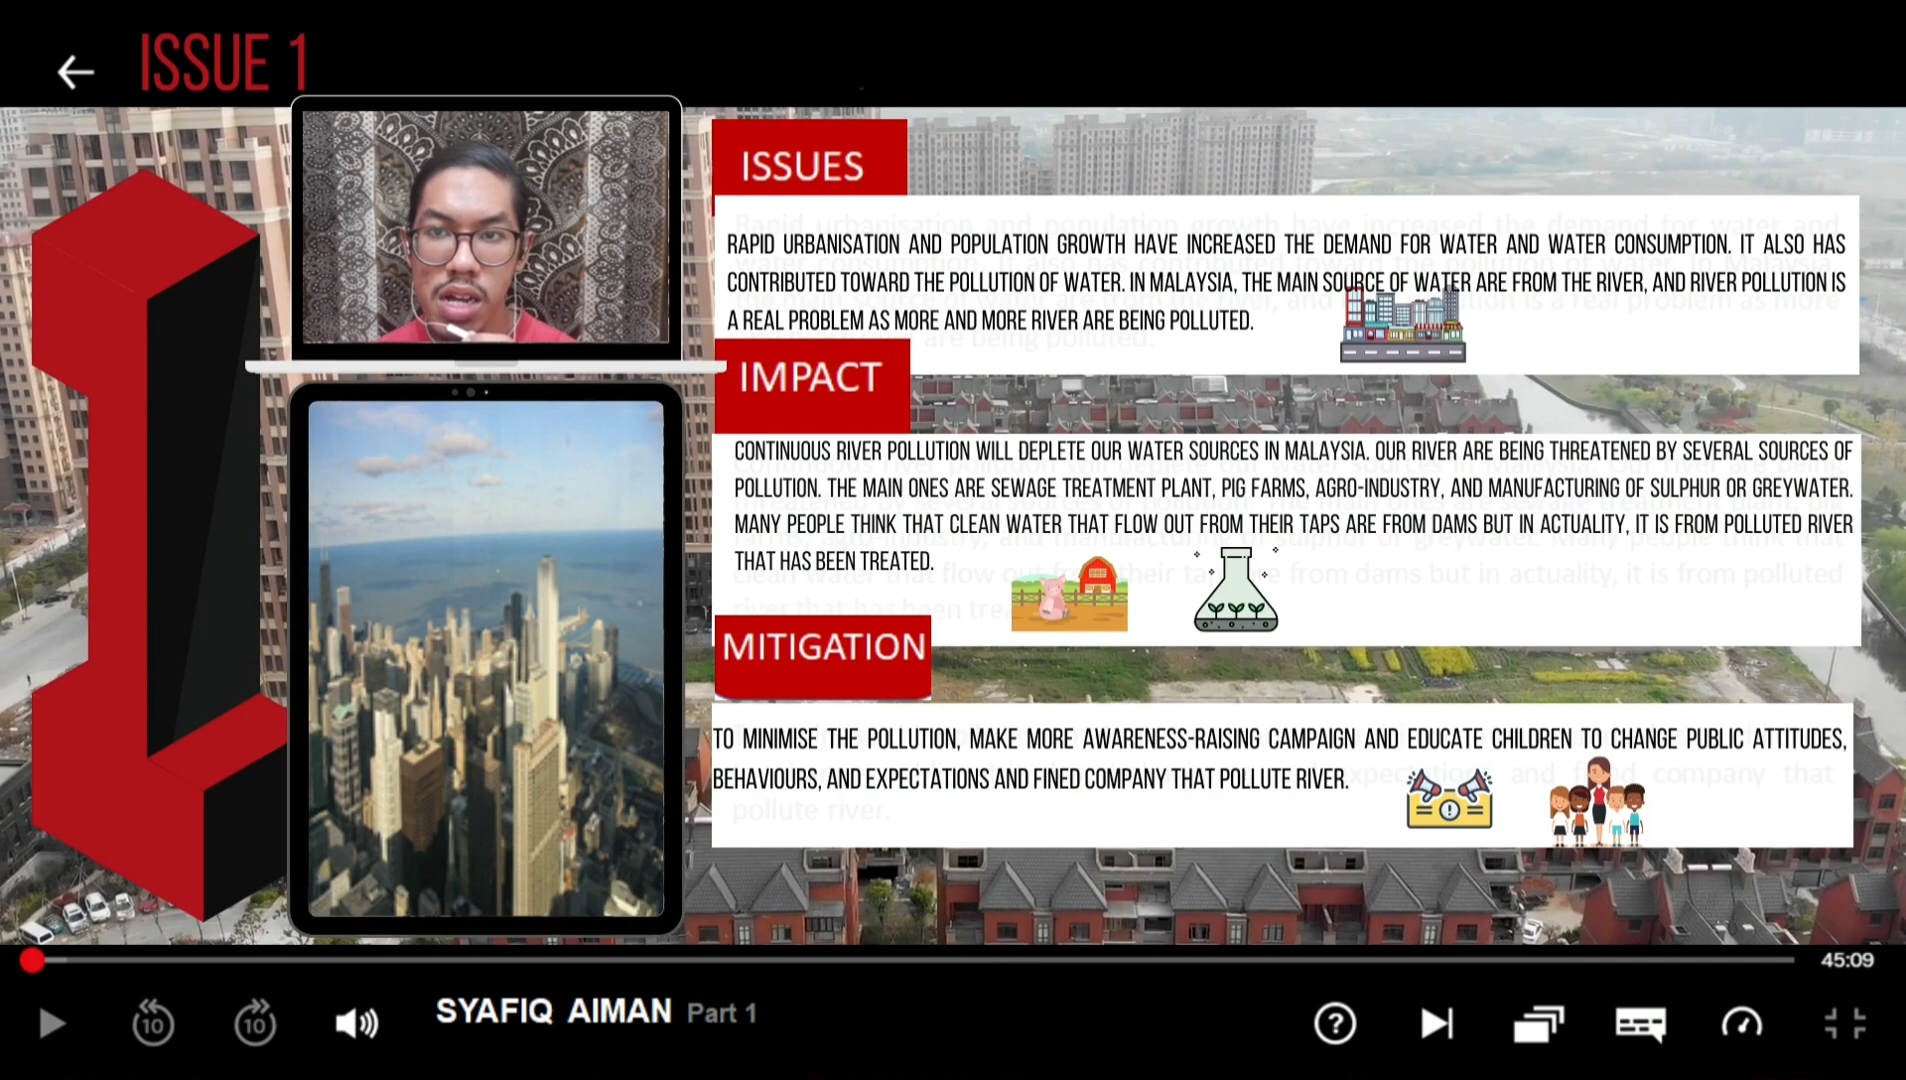 ISSUE 1
ISSUES
RAPID URBANISATION AND POPULATION GROWTH HAVE INCREASED THE DEMAND FOR WATER AND WATER CONSUMPTION. IT ALSO HAS
CONTRIBUTED TOWARD THE POLLUTION OF WATER. IN MALAYSIA, THE MAIN SOURCE OF WATER ARE FROM THE RIVER, AND RIVER POLLUTION IS
A REAL PROBLEM AS MORE AND MORE RIVER ARE BEING POLLUTED.
IMPACT
CONTINUOUS RIVER POLLUTION WILL DEPLETE OUR WATER SOURCES IN MALAYSIA. OUR RIVER ARE BEING THREATENED BY SEVERAL SOURCES OF
POLLUTION. THE MAIN ONES ARE SEWAGE TREATMENT PLANT, PIG FARMS, AGRO-INDUSTRY, AND MANUFACTURING OF SULPHUR OR GREYWATER.
MANY PEOPLE THINK THAT CLEAN WATER THAT FLOW OUT FROM THEIR TAPS ARE FROM DAMS BUT IN ACTUALITY, IT IS FROM POLLUTED RIVER
THAT HAS BEEN TREATED.
MITIGATION
TO MINIMISE THE POLLUTION, MAKE MORE AWARENESS-RAISING CAMPAIGN AND EDUCATE CHILDREN TO CHANGE PUBLIC ATTITUDES,
BEHAVIOURS, AND EXPECTATIONS AND FINED COMPANY THAT POLLUTE RIVER.
45:09
10
10
SYAFIQ AIMAN Part 1
?